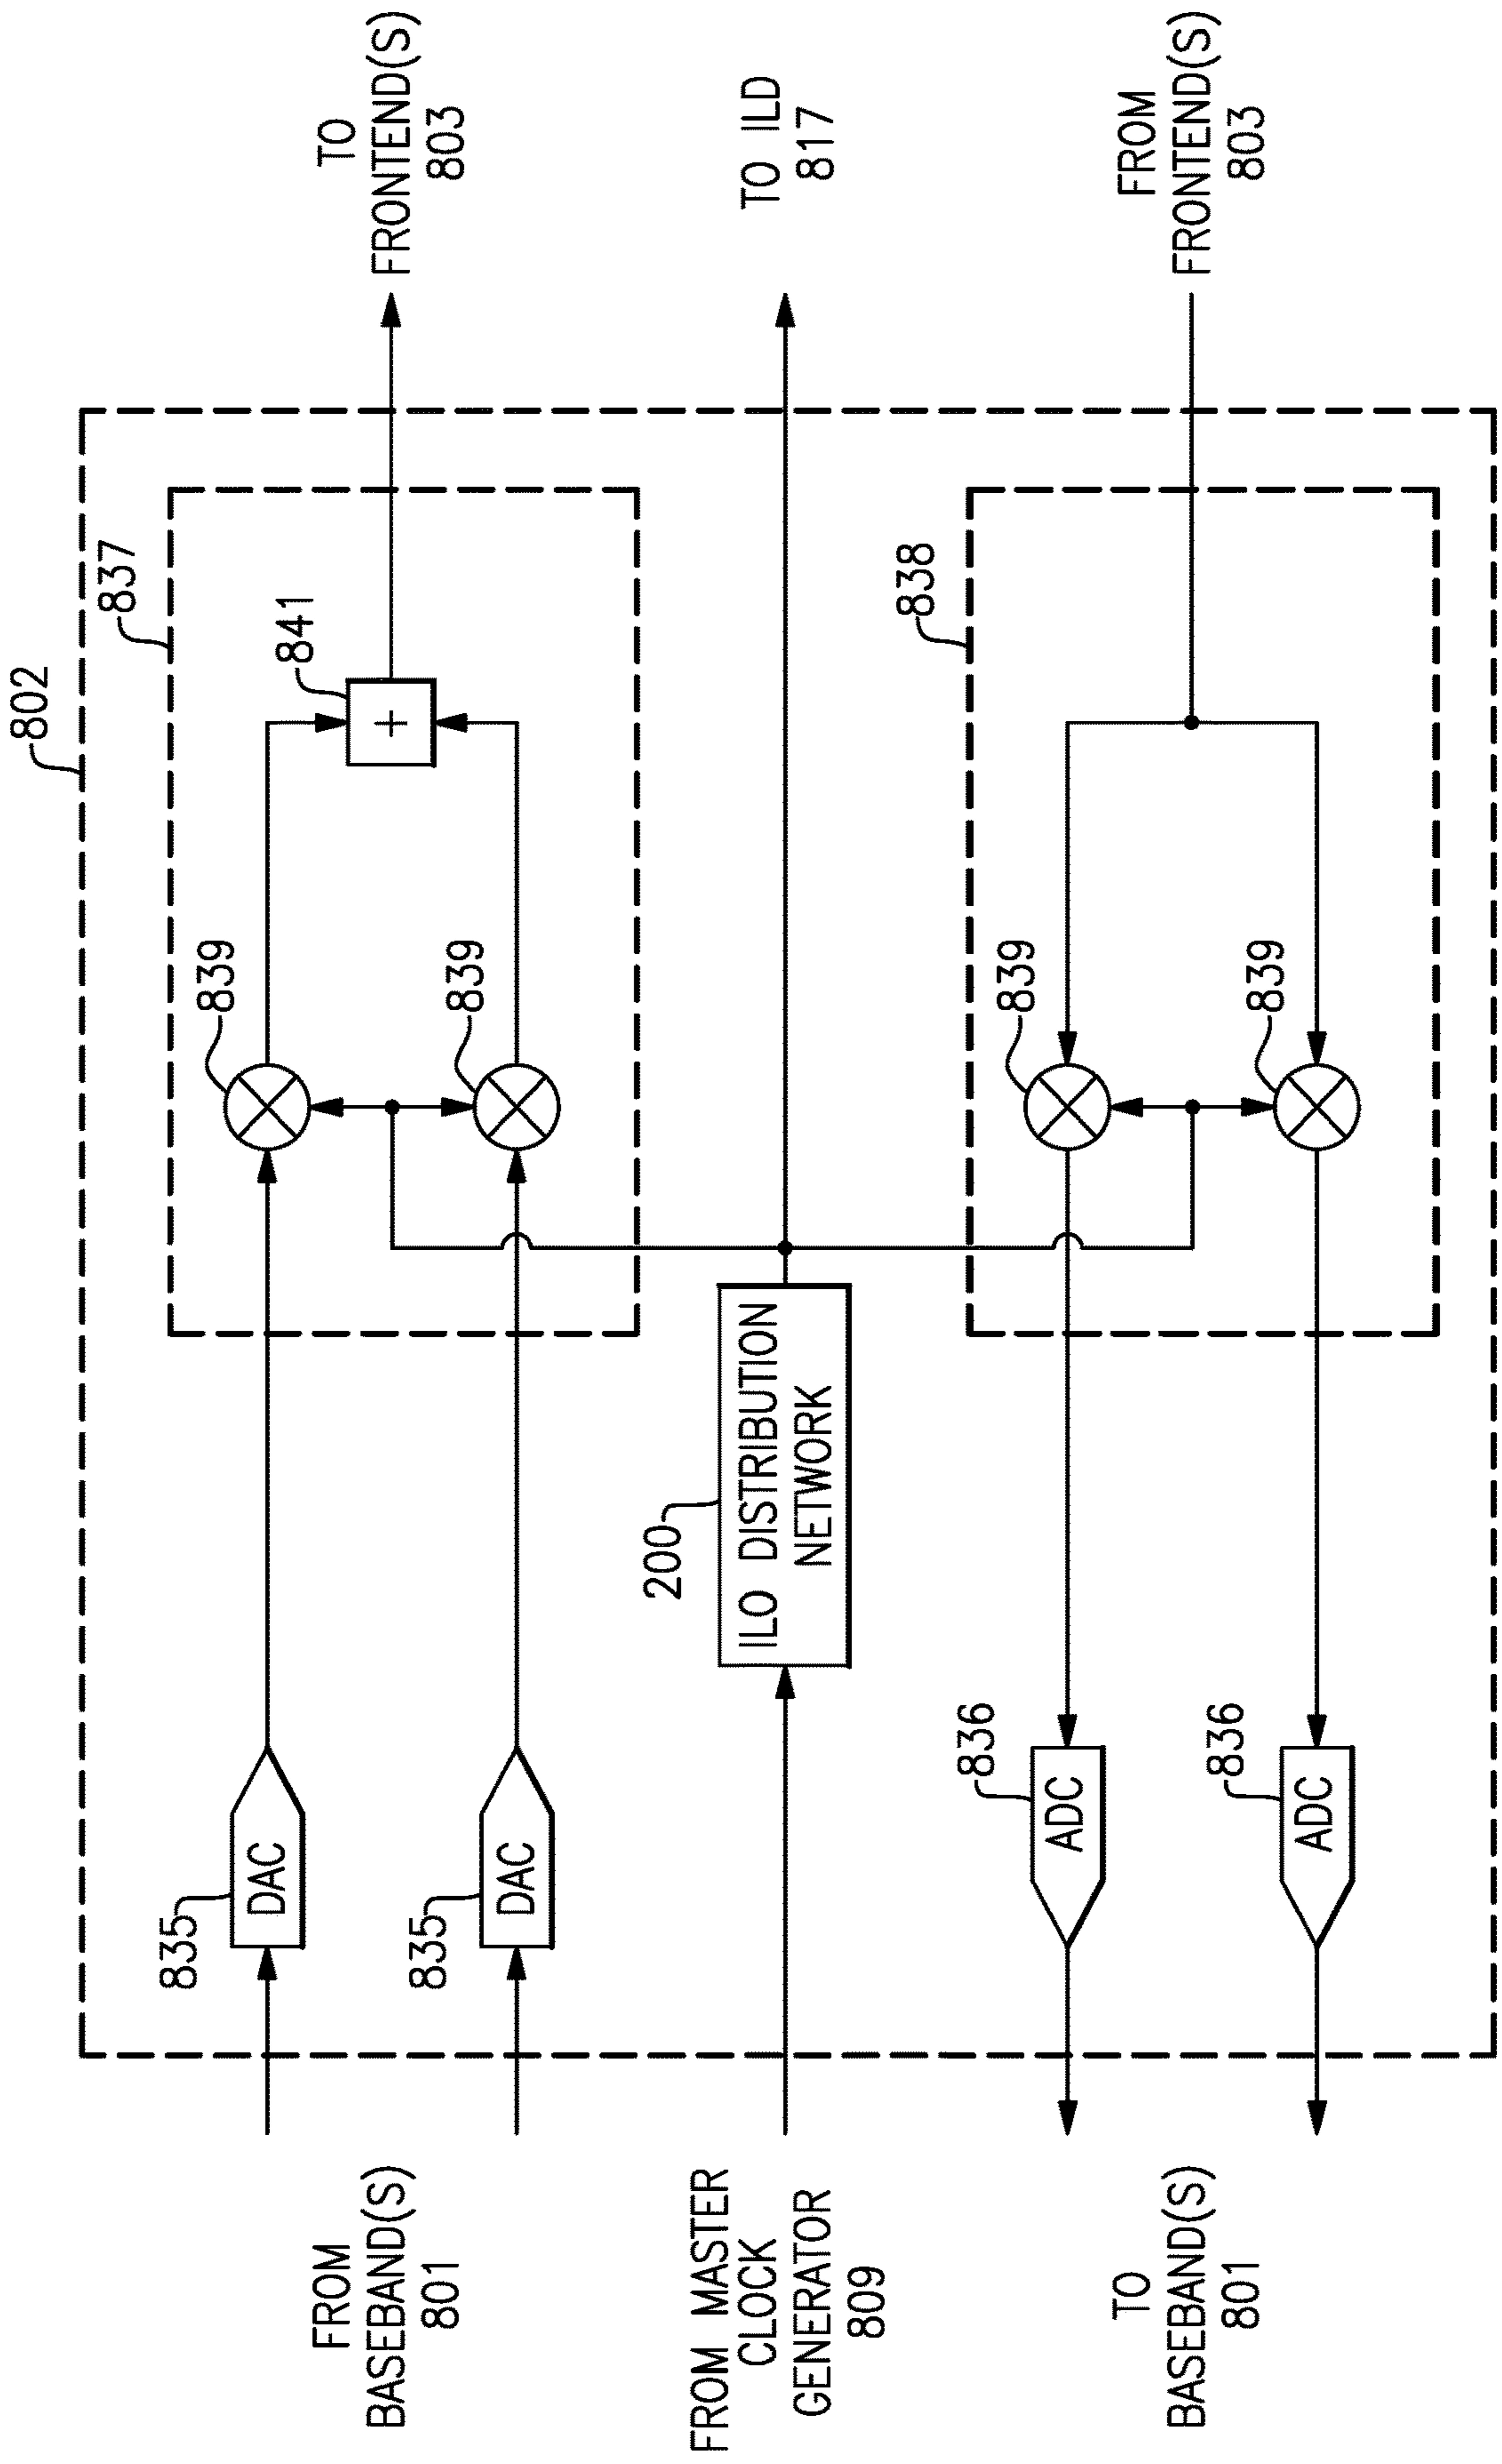 802
837
TO
FRONTEND(S)
803
839
841
835
DAC
839
835
DAC
200
ILO DISTRIBUTION
NETWORK
TO ILD
817
FROM
BASEBAND(S)
801
FROM MASTER
CLOCK
GENERATOR
809
838
FROM
FRONTEND(S)
803
839
836
ADC
839
836
ADC
TO
BASEBAND(S)
801